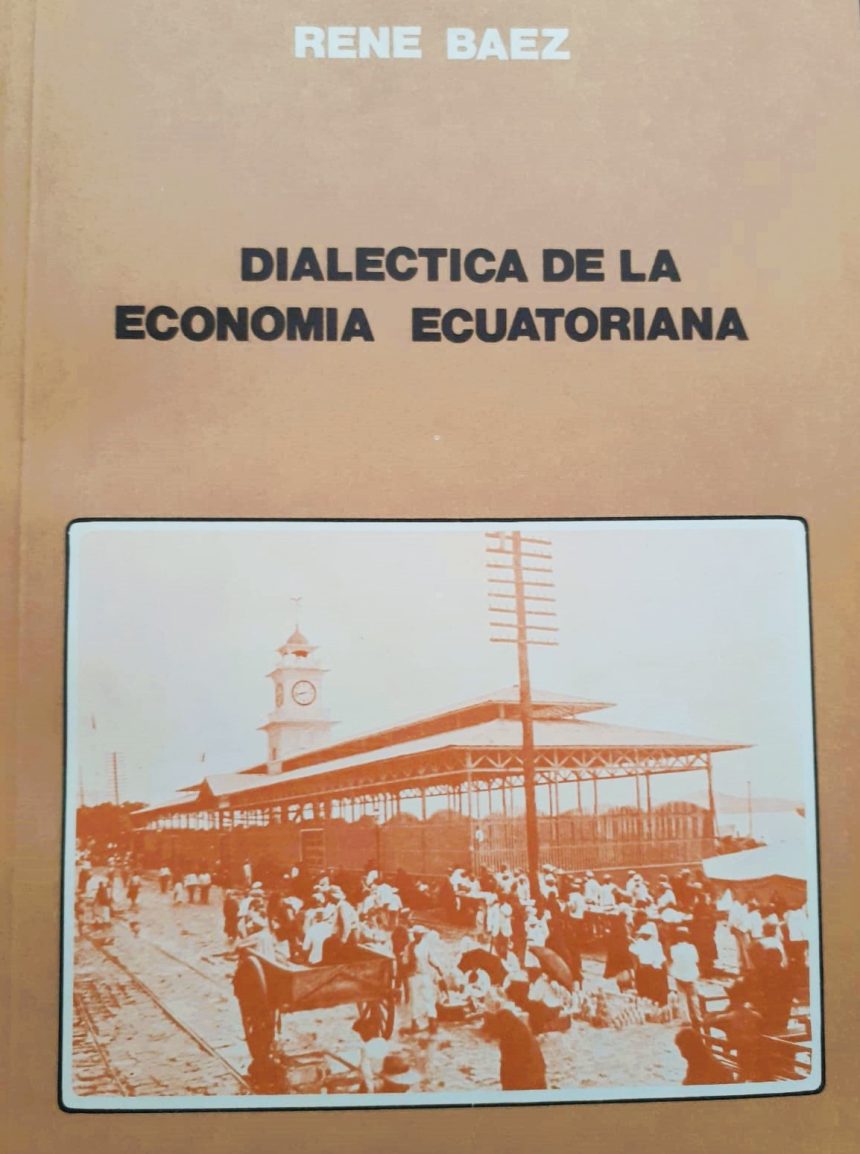 RENE BAEZ
DIALECTICA DE LA
ECONOMIA ECUATORIANA